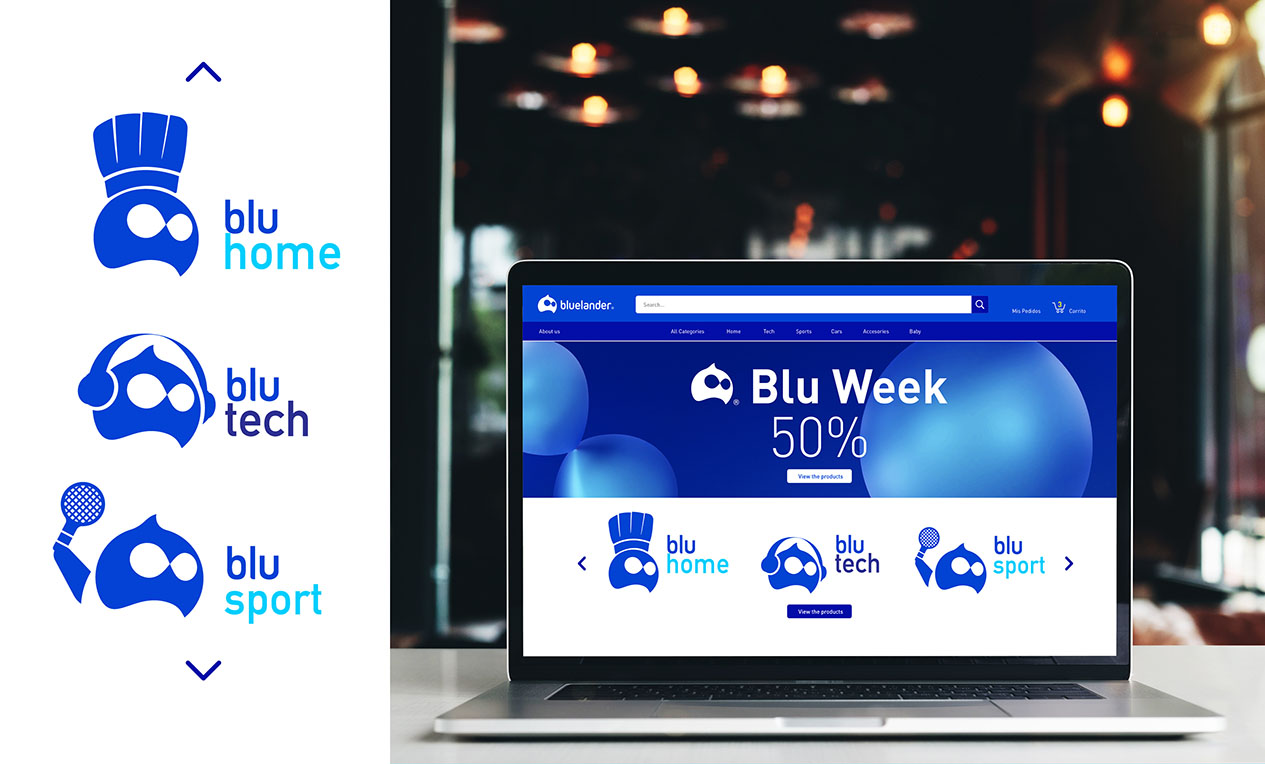 blu
home
blu
tech
blu
sport
bluelander®
Search...
Mis Pedidos
3
Carrito
About us
All Categories
Home
Tech
Sports
Cars
Accesories
Baby
® Blu Week
50%
View the products
blu
home
blu
tech
blu
sport
View the products